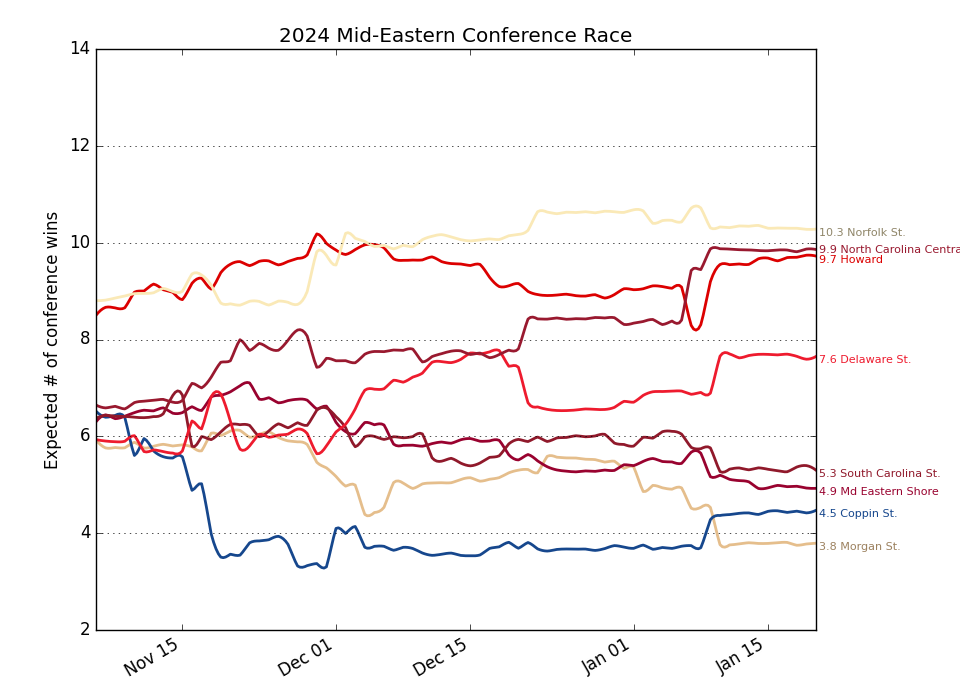 2024 Mid-Eastern Conference Race
Expected # of conference wins
14
12
10
8
6
4
2
Nov 15
Dec 01
Dec 15
Jan 01
Jan 15
10.3 Norfolk St.
9.9 North Carolina Centra
9.7 Howard
7.6 Delaware St.
5.3 South Carolina St.
4.9 Md Eastern Shore
4.5 Coppin St.
3.8 Morgan St.